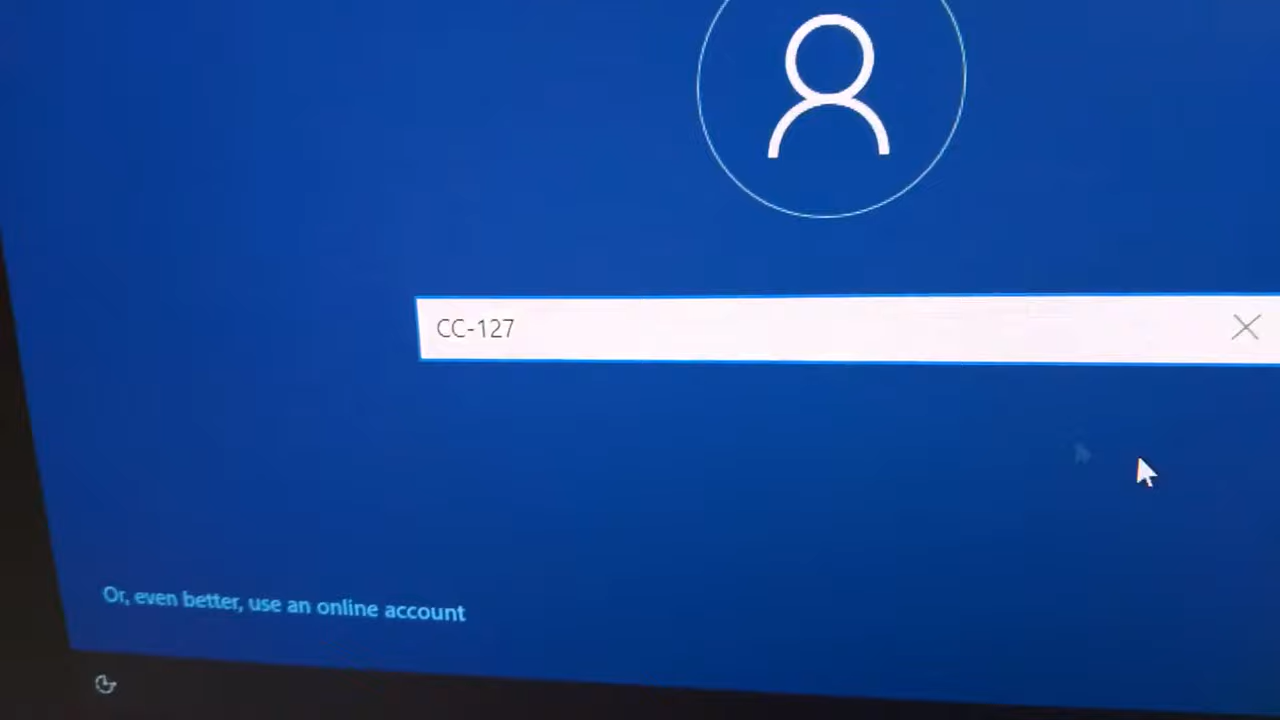 CC-127
Or, even better, use an online account